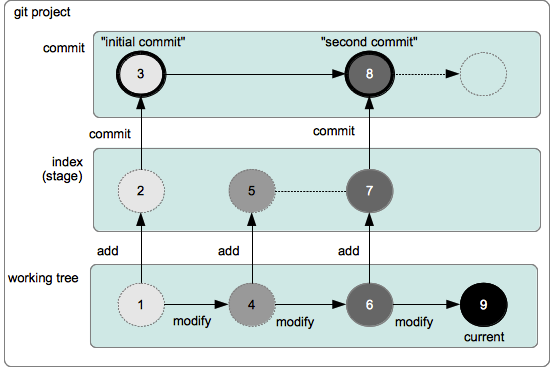 git project
"initial commit"
"second commit"
commit
3
8
commit
commit
index
(stage)
2
5
7
add
add
add
working tree
1
4
6
9
modify
modify
modify
current